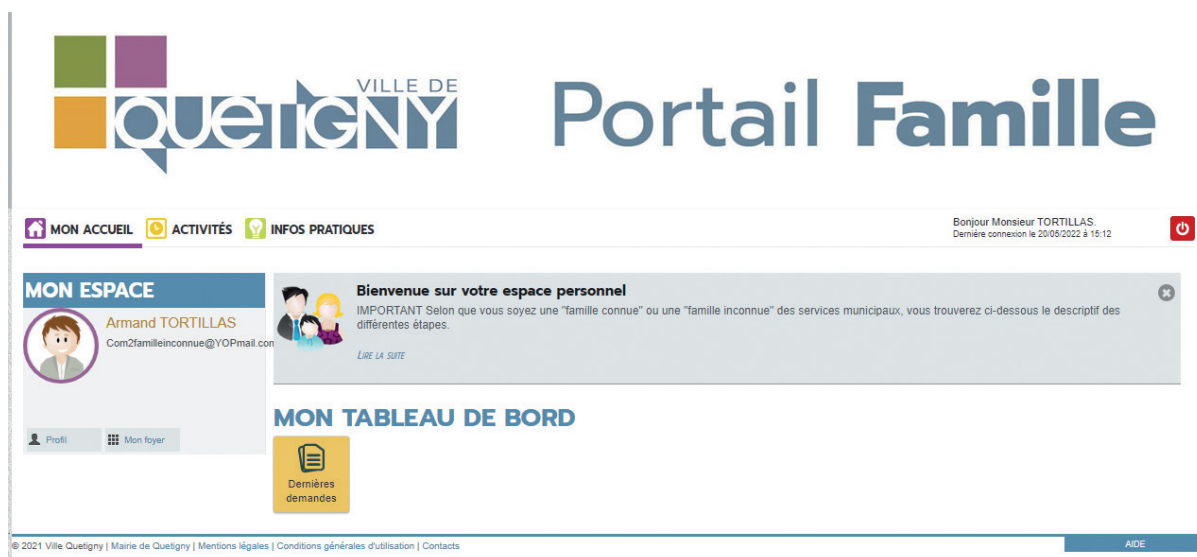 VILLE DE
QUETIGNY
Portail Famille
MON ACCUEIL
ACTIVITÉS
INFOS PRATIQUES
Bonjour Monsieur TORTILLAS.
Dernière connexion le 20/05/2022 à 15:12
MON ESPACE
Armand TORTILLAS
Com2familleinconnue@YOPmail.con
Profil
Mon foyer
Bienvenue sur votre espace personnel
IMPORTANT Selon que vous soyez une "famille connue" ou une "famille inconnue" des services municipaux, vous trouverez ci-dessous le descriptif des
différentes étapes.
LIRE LA SUITE
MON TABLEAU DE BORD
Dernières
demandes
© 2021 Ville Quetigny | Mairie de Quetigny | Mentions légales | Conditions générales d'utilisation | Contacts
AIDE